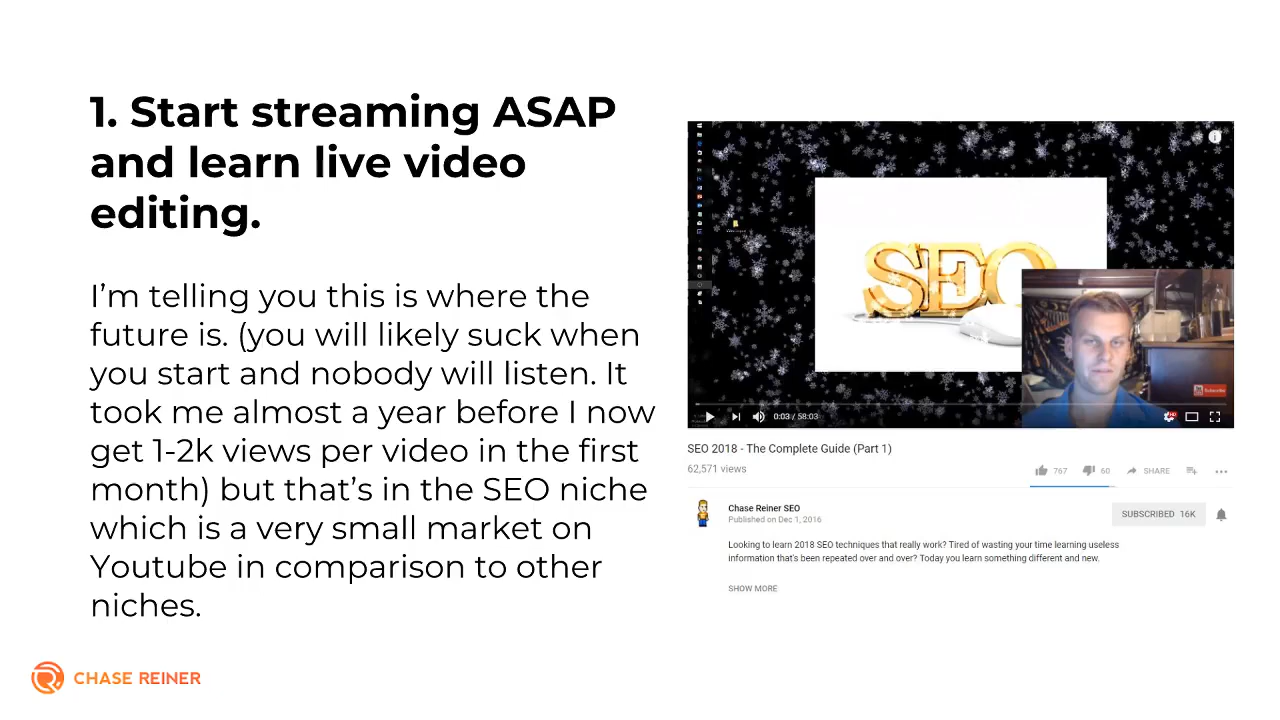 1. Start streaming ASAP
and learn live video
editing.
I’m telling you this is where the
future is. (you will likely suck when
you start and nobody will listen. It
took me almost a year before I now
get 1-2k views per video in the first
month) but that’s in the SEO niche
which is a very small market on
Youtube in comparison to other
niches.
SEO
Subscribe
0:03 / 58:03
HD
SEO 2018 - The Complete Guide (Part 1)
62,571 views
767 60 SHARE
Chase Reiner SEO
Published on Dec 1, 2016
SUBSCRIBED 16K
Looking to learn 2018 SEO techniques that really work? Tired of wasting your time learning useless
information that's been repeated over and over? Today you learn something different and new.
SHOW MORE
CHASE REINER